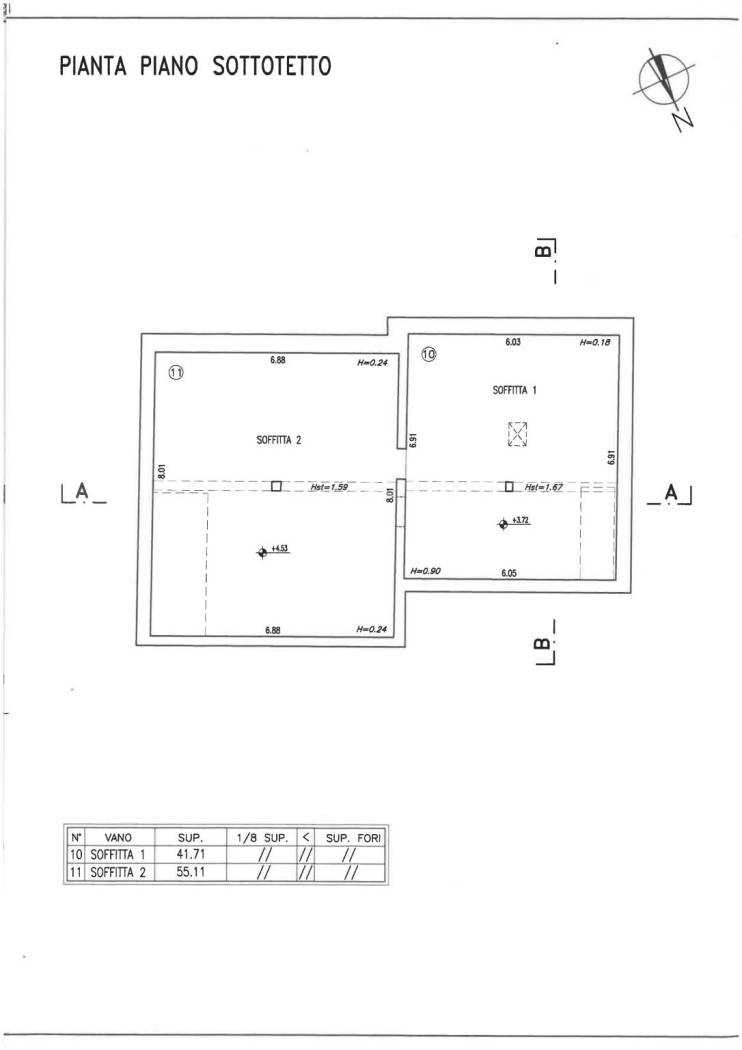 PIANTA PIANO SOTTOTETTO
N
B
6.88
H=0.24
11
6.03
H=0.18
10
SOFFITTA 1
SOFFITTA 2
6.91
6.91
8.01
8.01
Hst=1.59
Hst=1.67
A
A
+4.53
+3.72
H=0.90
6.05
6.88
H=0.24
B
N° VANO SUP. 1/8 SUP. < SUP. FORI
10 SOFFITTA 1 41.71 // // //
11 SOFFITTA 2 55.11 // // //